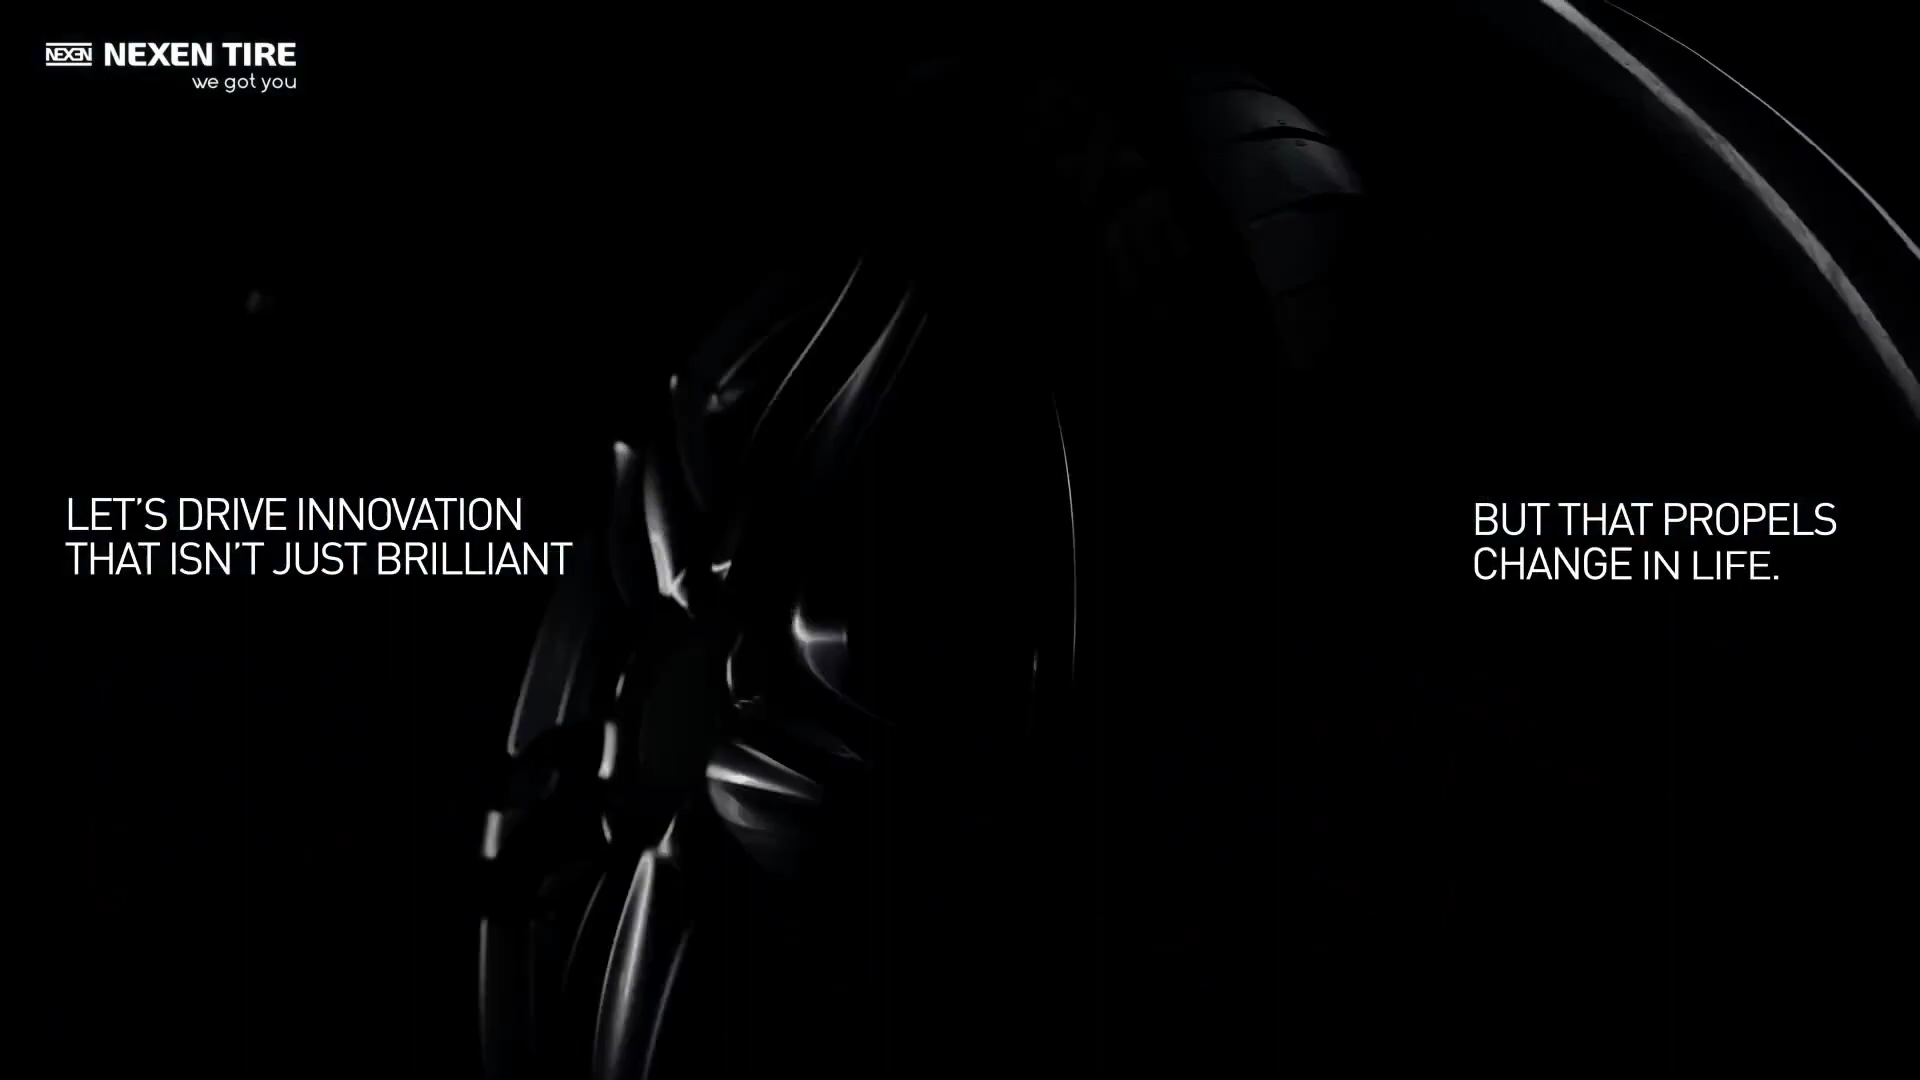 NEXEN NEXEN TIRE
we got you
LET’S DRIVE INNOVATION
THAT ISN’T JUST BRILLIANT
BUT THAT PROPELS
CHANGE IN LIFE.